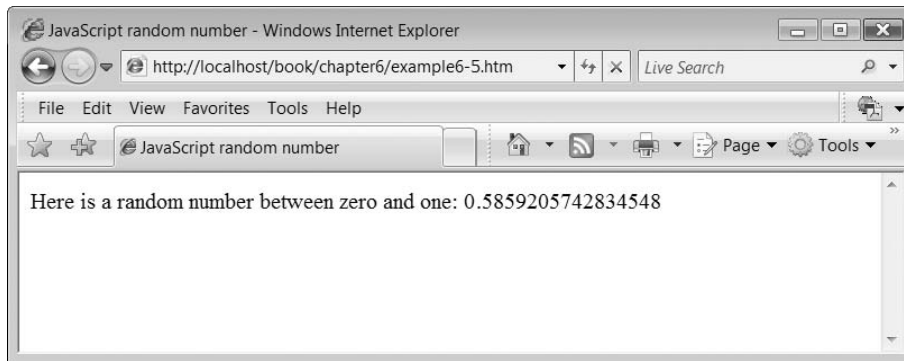 JavaScript random number - Windows Internet Explorer
http://localhost/book/chapter6/example6-5.htm
Live Search
File Edit View Favorites Tools Help
JavaScript random number
Page
Tools
»
Here is a random number between zero and one: 0.5859205742834548